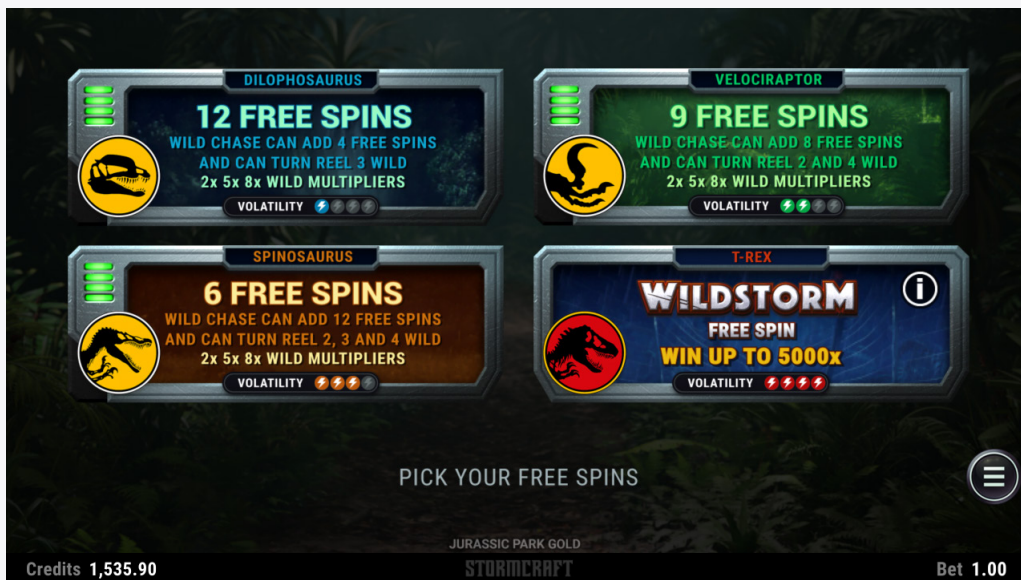 DILOPHOSAURUS
12 FREE SPINS
WILD CHASE CAN ADD 4 FREE SPINS
AND CAN TURN REEL 3 WILD
2x 5x 8x WILD MULTIPLIERS
VOLATILITY
VELOCIRAPTOR
9 FREE SPINS
WILD CHASE CAN ADD 8 FREE SPINS
AND CAN TURN REEL 2 AND 4 WILD
2x 5x 8x WILD MULTIPLIERS
VOLATILITY
SPINOSAURUS
6 FREE SPINS
WILD CHASE CAN ADD 12 FREE SPINS
AND CAN TURN REEL 2, 3 AND 4 WILD
2x 5x 8x WILD MULTIPLIERS
VOLATILITY
T-REX
WILDSTORM
FREE SPIN
WIN UP TO 5000x
VOLATILITY
i
PICK YOUR FREE SPINS
JURASSIC PARK GOLD
Credits 1,535.90
STORMCRAFT
Bet 1.00